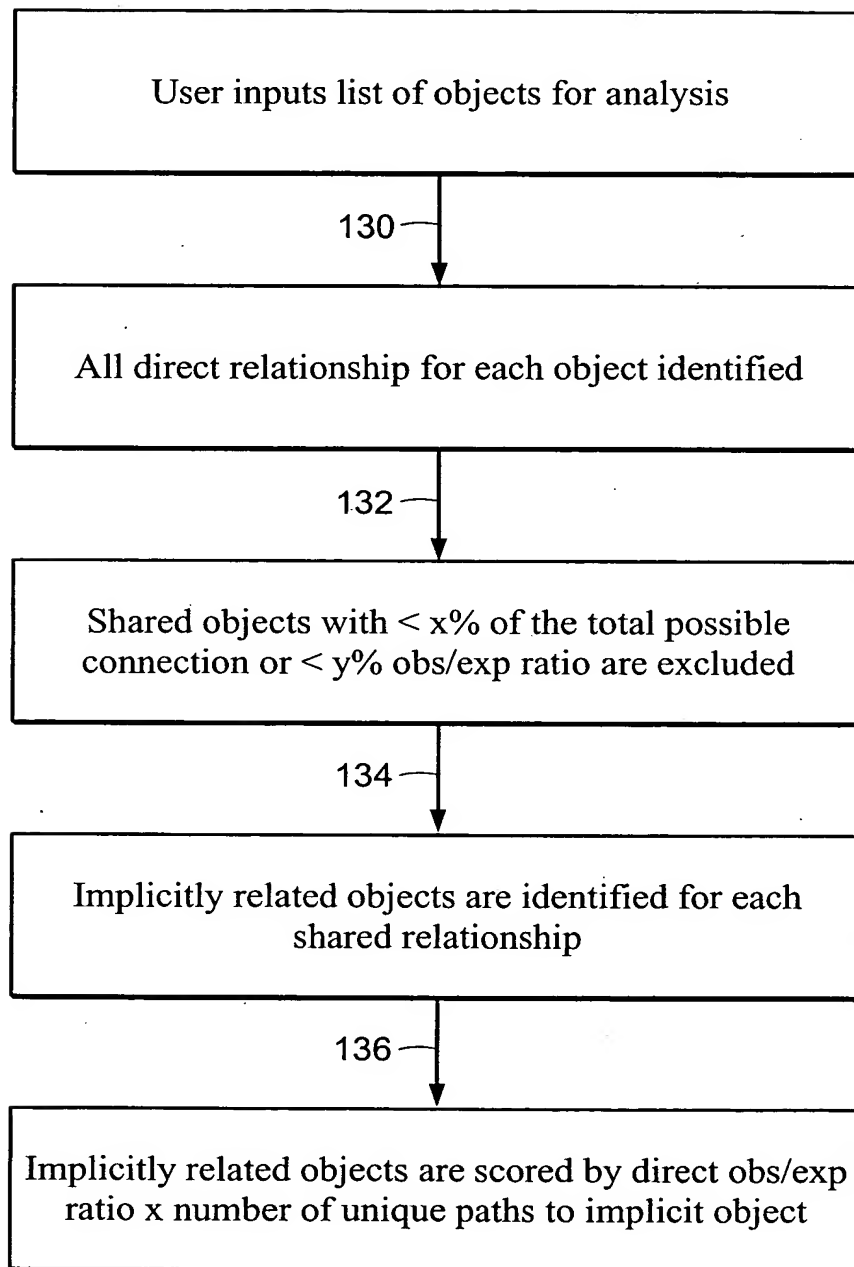 User inputs list of objects for analysis
130
All direct relationship for each object identified
132
Shared objects with < x% of the total possible
connection or < y% obs/exp ratio are excluded
134
Implicitly related objects are identified for each
shared relationship
136
Implicitly related objects are scored by direct obs/exp
ratio x number of unique paths to implicit object